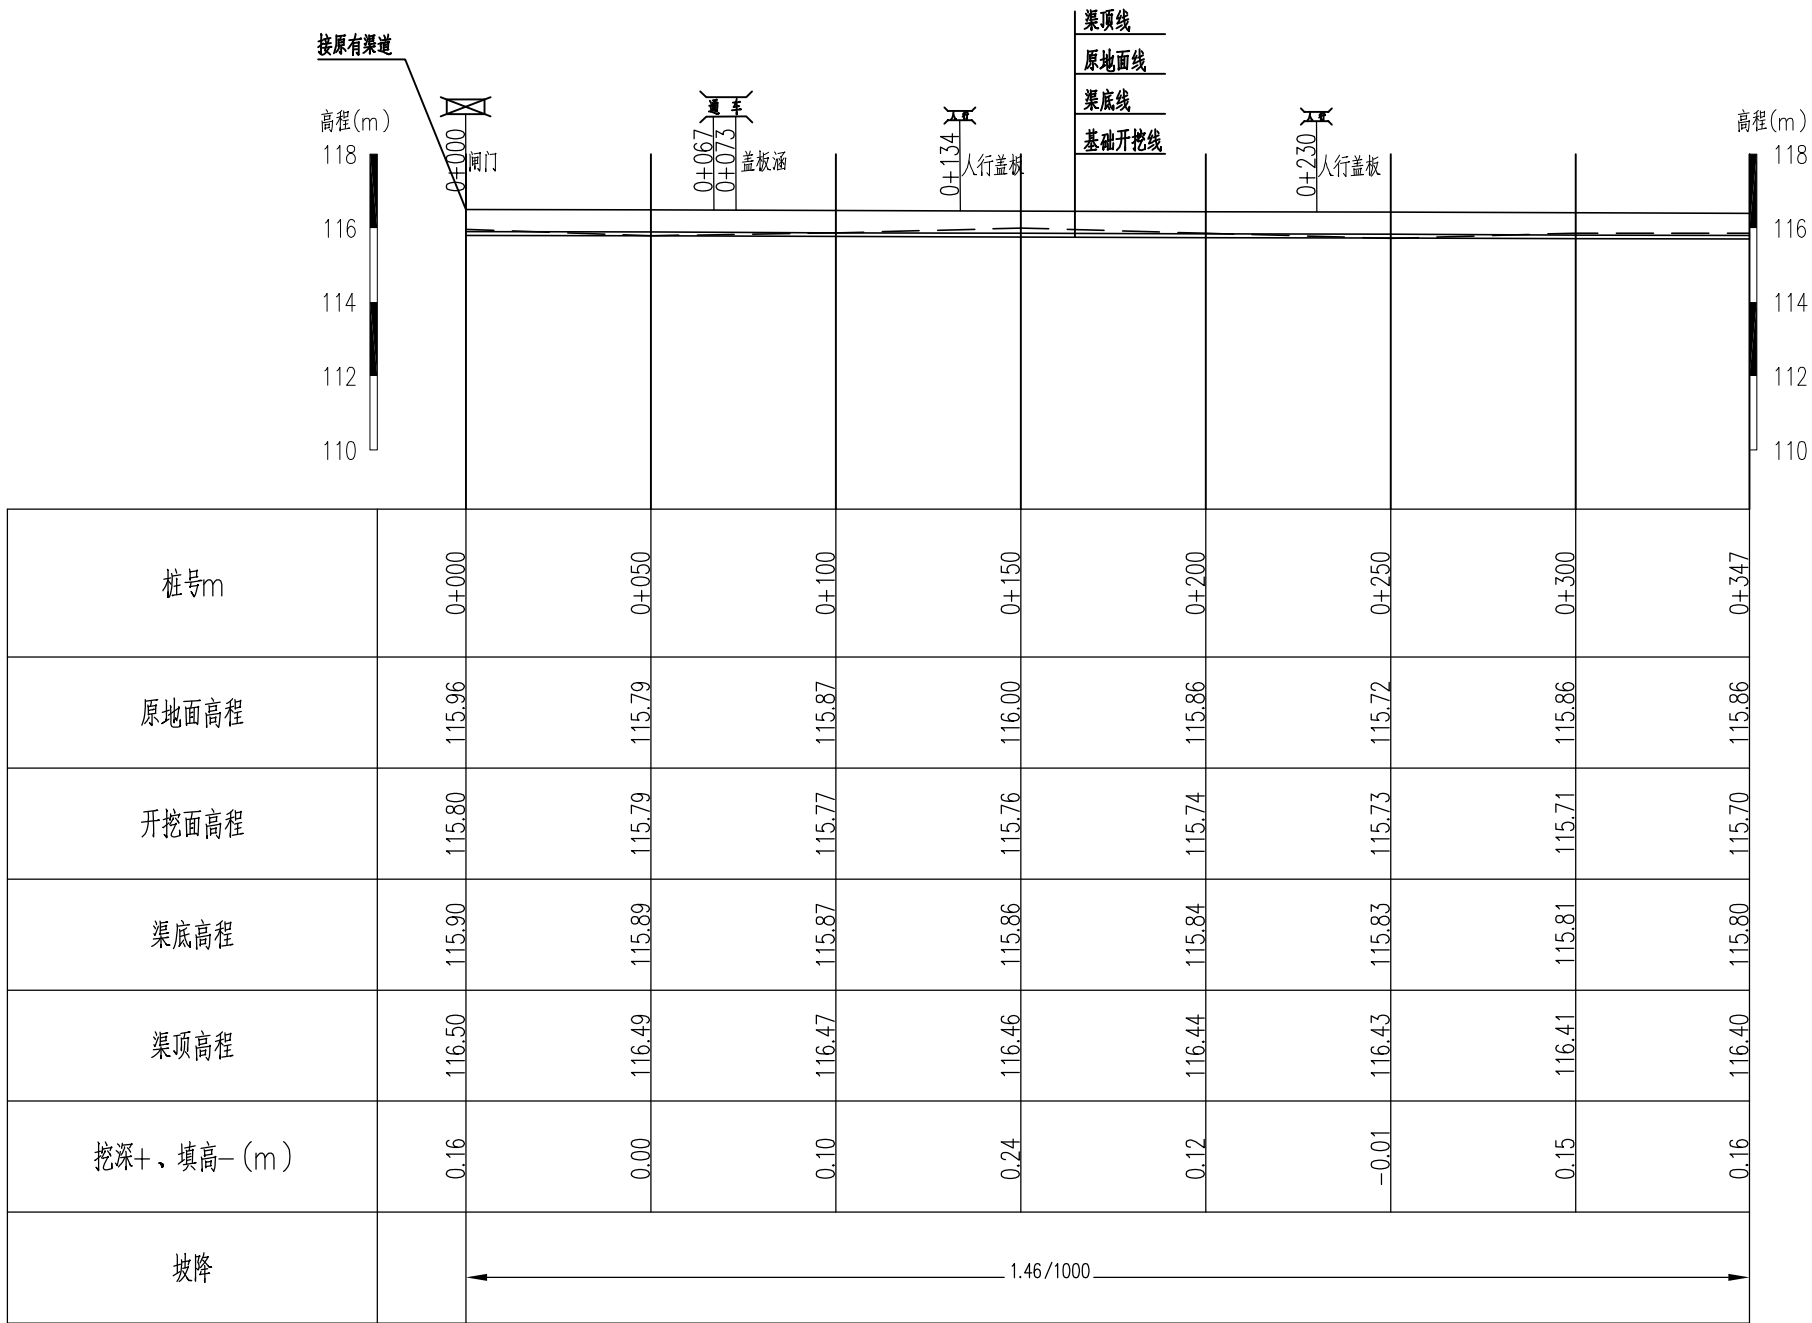 渠顶线
接原有渠道
原地面线
渠底线
基础开挖线
通车
人行
人行
高程(m)
高程(m)
0+000
闸门
0+067
0+073
盖板涵
0+134
人行盖板
0+230
人行盖板
118
116
114
112
110
118
116
114
112
110
桩号m 0+000 0+050 0+100 0+150 0+200 0+250 0+300 0+347
原地面高程 115.96 115.79 115.87 116.00 115.86 115.72 115.86 115.86
开挖面高程 115.80 115.79 115.77 115.76 115.74 115.73 115.71 115.70
渠底高程 115.90 115.89 115.87 115.86 115.84 115.83 115.81 115.80
渠顶高程 116.50 116.49 116.47 116.46 116.44 116.43 116.41 116.40
挖深+、填高-(m) 0.16 0.00 0.10 0.24 0.12 -0.01 0.15 0.16
坡降 1.46/1000